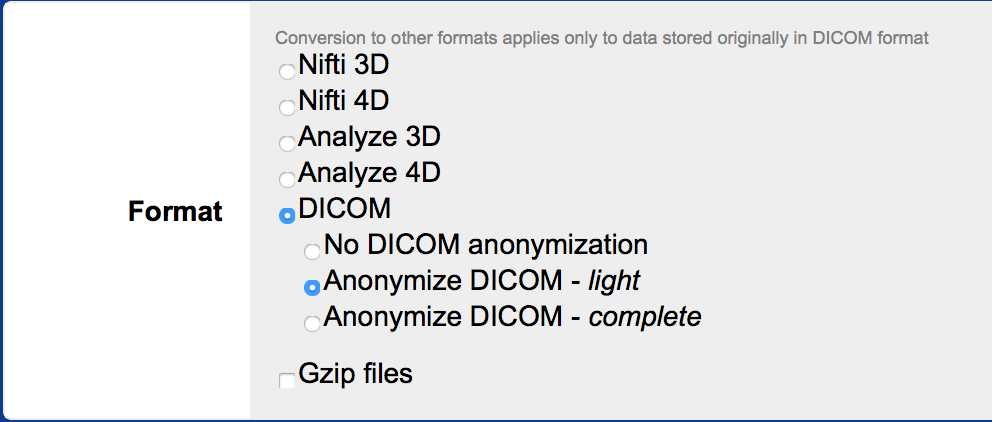 Conversion to other formats applies only to data stored originally in DICOM format
Nifti 3D
Nifti 4D
Analyze 3D
Analyze 4D
Format
DICOM
No DICOM anonymization
Anonymize DICOM - light
Anonymize DICOM - complete
Gzip files